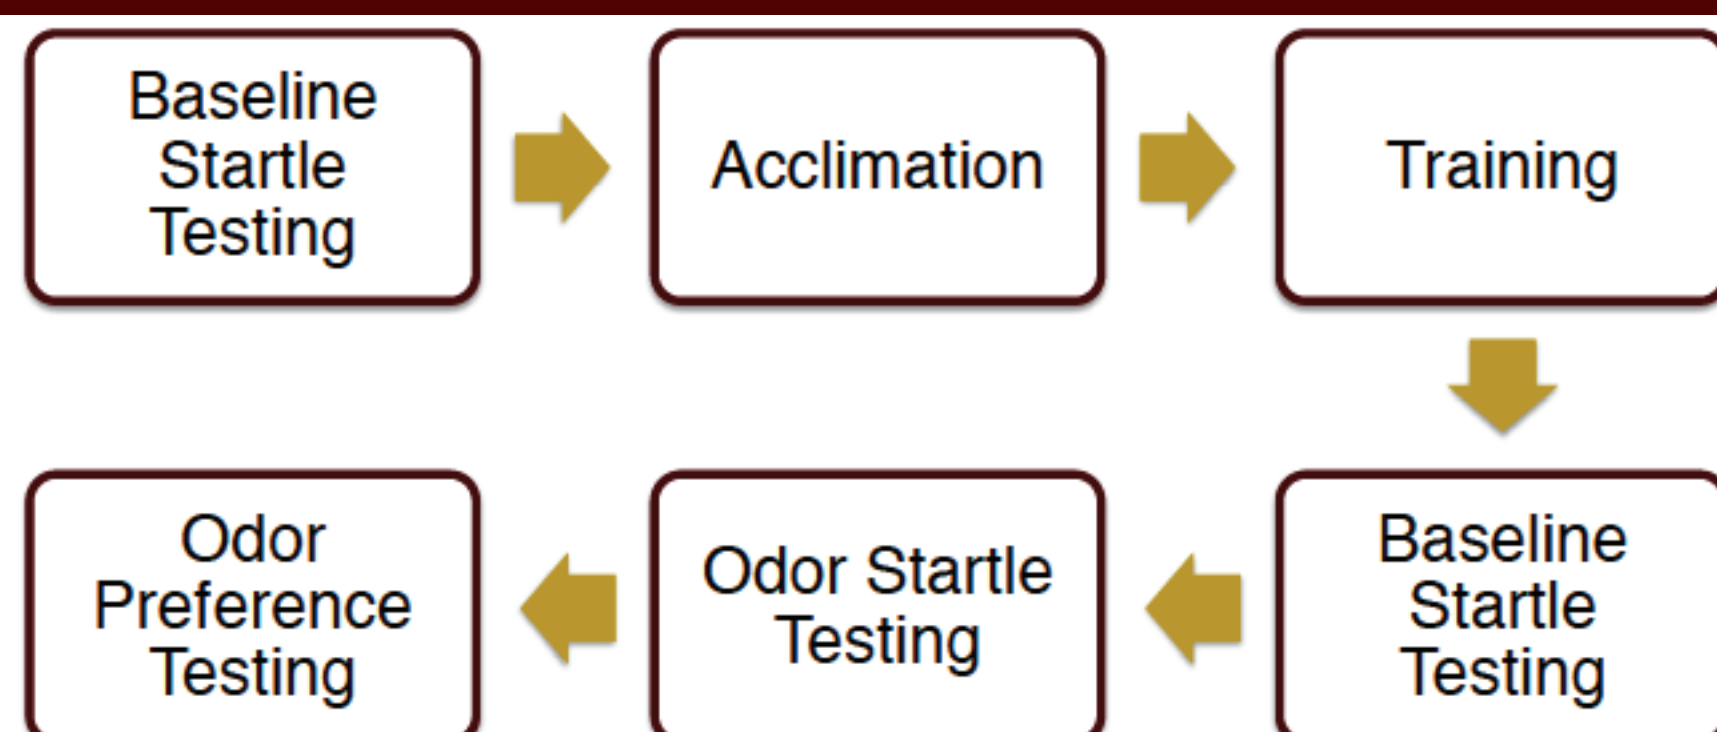 Baseline
Startle
Testing
Acclimation
Training
Baseline
Startle
Testing
Odor Startle
Testing
Odor
Preference
Testing